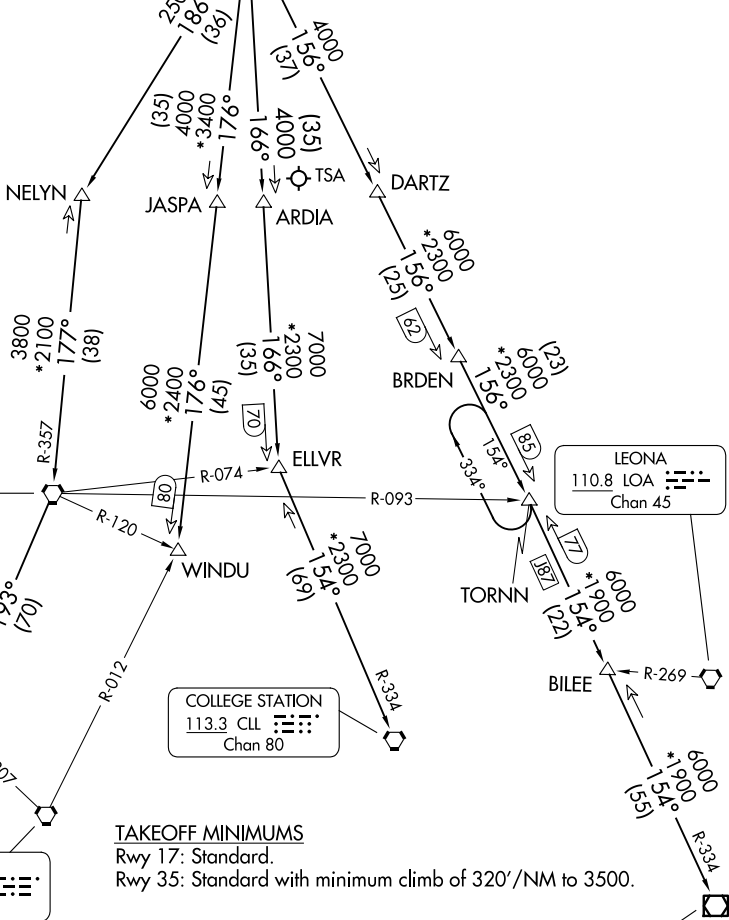 186°
(36)
4000
156°
(37)
(35)
4000
*3400
176°
(35)
4000
166°
TSA
NELYN
JASPA
ARDIA
DARTZ
6000
*2300
156°
(25)
62
BRDEN
(23)
6000
*2300
156°
85
3800
*2100
177°
(38)
6000
*2400
176°
(45)
7000
*2300
166°
(35)
70
R-357
ELLVR
R-074
80
R-093
R-120
WINDU
154°
334°
LEONA
110.8 LOA
Chan 45
77
J87
TORNN
6000
*1900
154°
(22)
7000
*2300
154°
(69)
(70)
R-012
BILEE
R-269
COLLEGE STATION
113.3 CLL
Chan 80
R-334
6000
*1900
154°
(55)
R-334
TAKEOFF MINIMUMS
Rwy 17: Standard.
Rwy 35: Standard with minimum climb of 320'/NM to 3500.